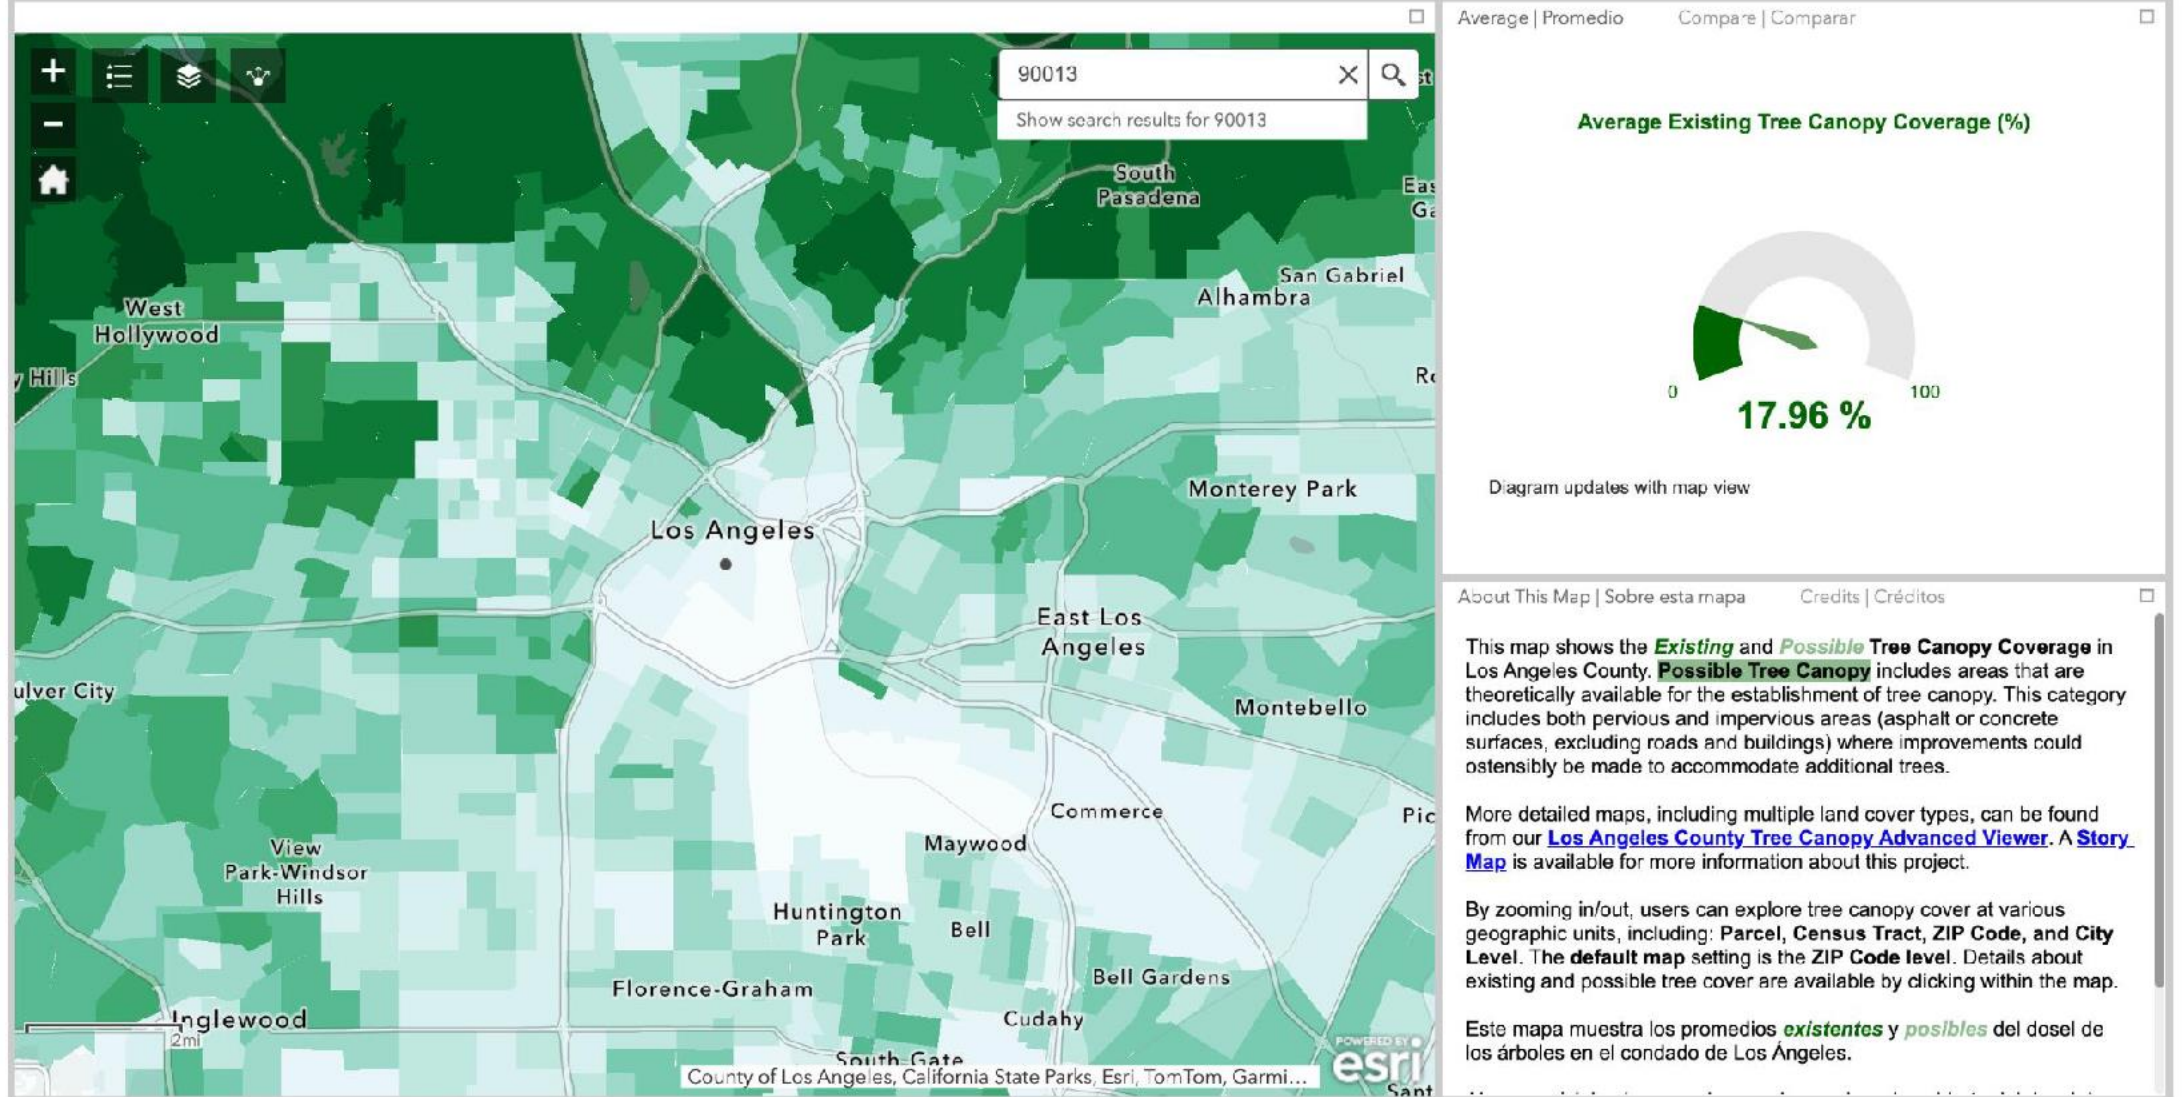 90013
Show search results for 90013
South
Pasadena
San Gabriel
Alhambra
West
Hollywood
Hills
Monterey Park
Los Angeles
East Los
Angeles
ulver City
Montebello
Commerce
Maywood
View
Park-Windsor
Hills
Huntington
Park
Bell
Bell Gardens
Florence-Graham
Inglewood
Cudahy
2mi
South Gate
POWERED BY
esri
County of Los Angeles, California State Parks, Esri, TomTom, Garmi...
Average | Promedio
Compare | Comparar
Average Existing Tree Canopy Coverage (%)
0
100
17.96 %
Diagram updates with map view
About This Map | Sobre esta mapa
Credits | Créditos
This map shows the Existing and Possible Tree Canopy Coverage in
Los Angeles County. Possible Tree Canopy includes areas that are
theoretically available for the establishment of tree canopy. This category
includes both pervious and impervious areas (asphalt or concrete
surfaces, excluding roads and buildings) where improvements could
ostensibly be made to accommodate additional trees.
More detailed maps, including multiple land cover types, can be found
from our Los Angeles County Tree Canopy Advanced Viewer. A Story
Map is available for more information about this project.
By zooming in/out, users can explore tree canopy cover at various
geographic units, including: Parcel, Census Tract, ZIP Code, and City
Level. The default map setting is the ZIP Code level. Details about
existing and possible tree cover are available by clicking within the map.
Este mapa muestra los promedios existentes y posibles del dosel de
los árboles en el condado de Los Ángeles.